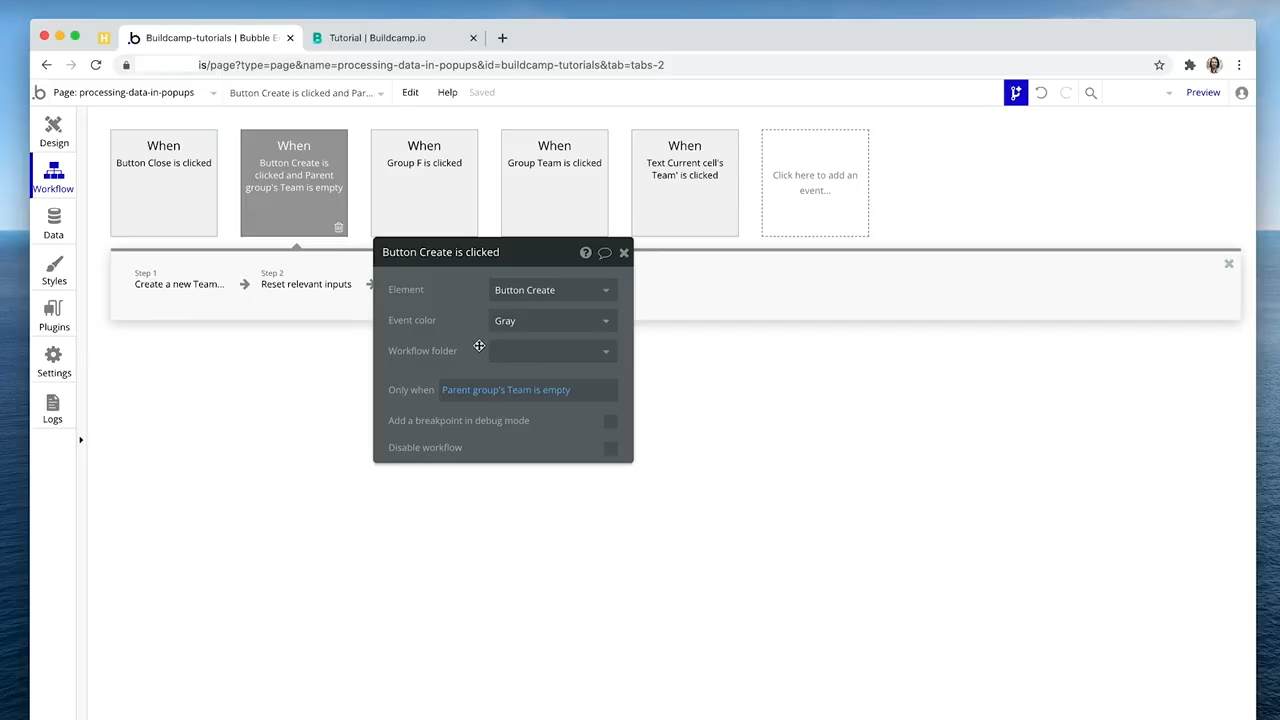 Buildcamp-tutorials | Bubble E
Tutorial | Buildcamp.io
is/page?type=page&name=processing-data-in-popups&id=buildcamp-tutorials&tab=tabs-2
Page: processing-data-in-popups
Button Create is clicked and Par...
Edit
Help
Saved
Preview
Design
Workflow
Data
Styles
Plugins
Settings
Logs
When
Button Close is clicked
When
Button Create is
clicked and Parent
group's Team is empty
When
Group F is clicked
When
Group Team is clicked
When
Text Current cell's
Team' is clicked
Click here to add an
event...
Step 1
Create a new Team...
Step 2
Reset relevant inputs
Button Create is clicked
Element
Button Create
Event color
Gray
Workflow folder
Only when
Parent group's Team is empty
Add a breakpoint in debug mode
Disable workflow